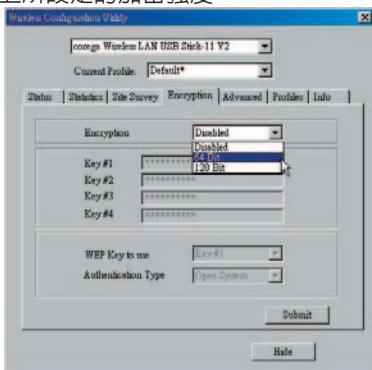 上所設定的加密強度
Wireless Configuration Utility
corega Wireless LAN USB Stick-11 V2
Current Profile: Default*
Status Statistics Site Survey Encryption Advanced Profiles Info
Encryption Disabled
Disabled
64 Bit
128 Bit
Key #1 **********
Key #2 **********
Key #3 **********
Key #4 **********
WEP Key to use Key #1
Authentication Type Open System
Submit
Hide